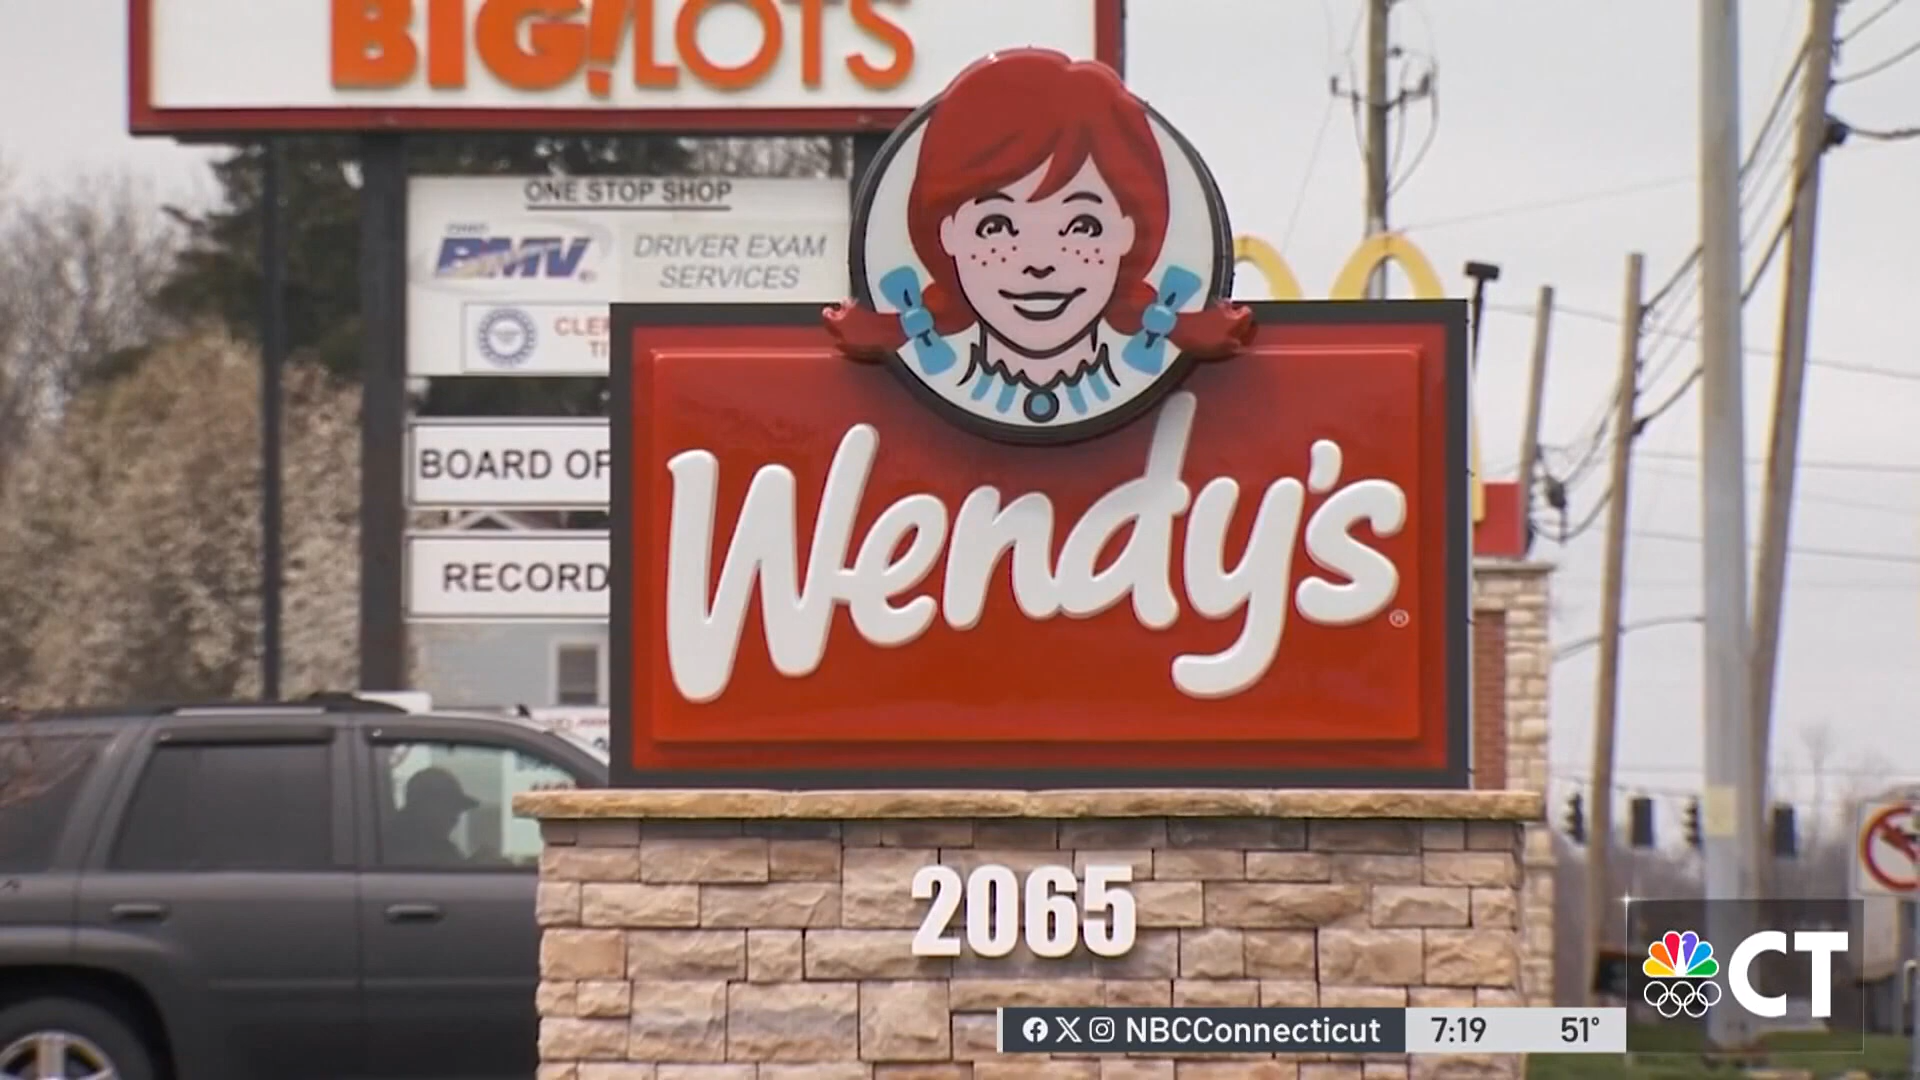 BIG!LOTS
ONE STOP SHOP
BMV
DRIVER EXAM
SERVICES
BOARD OF
RECORD
Wendy's
®
2065
CT
NBCConnecticut 7:19 51°